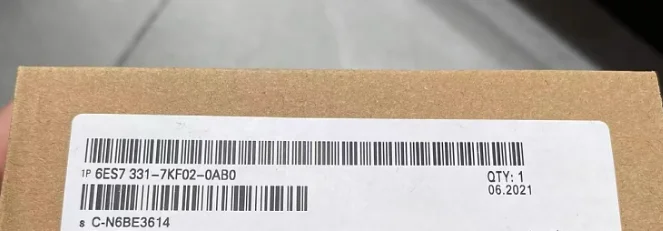 1P 6ES7 331-7KF02-0AB0
QTY: 1
06.2021
S C-N6BE3614